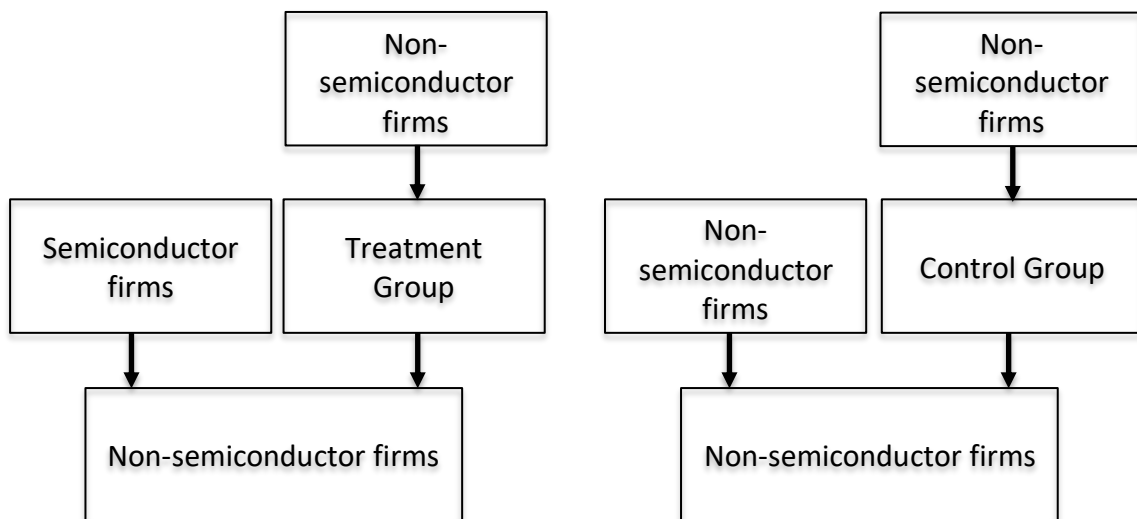 Non-
semiconductor
firms
Non-
semiconductor
firms
Semiconductor
firms
Treatment
Group
Non-
semiconductor
firms
Control Group
Non-semiconductor firms
Non-semiconductor firms